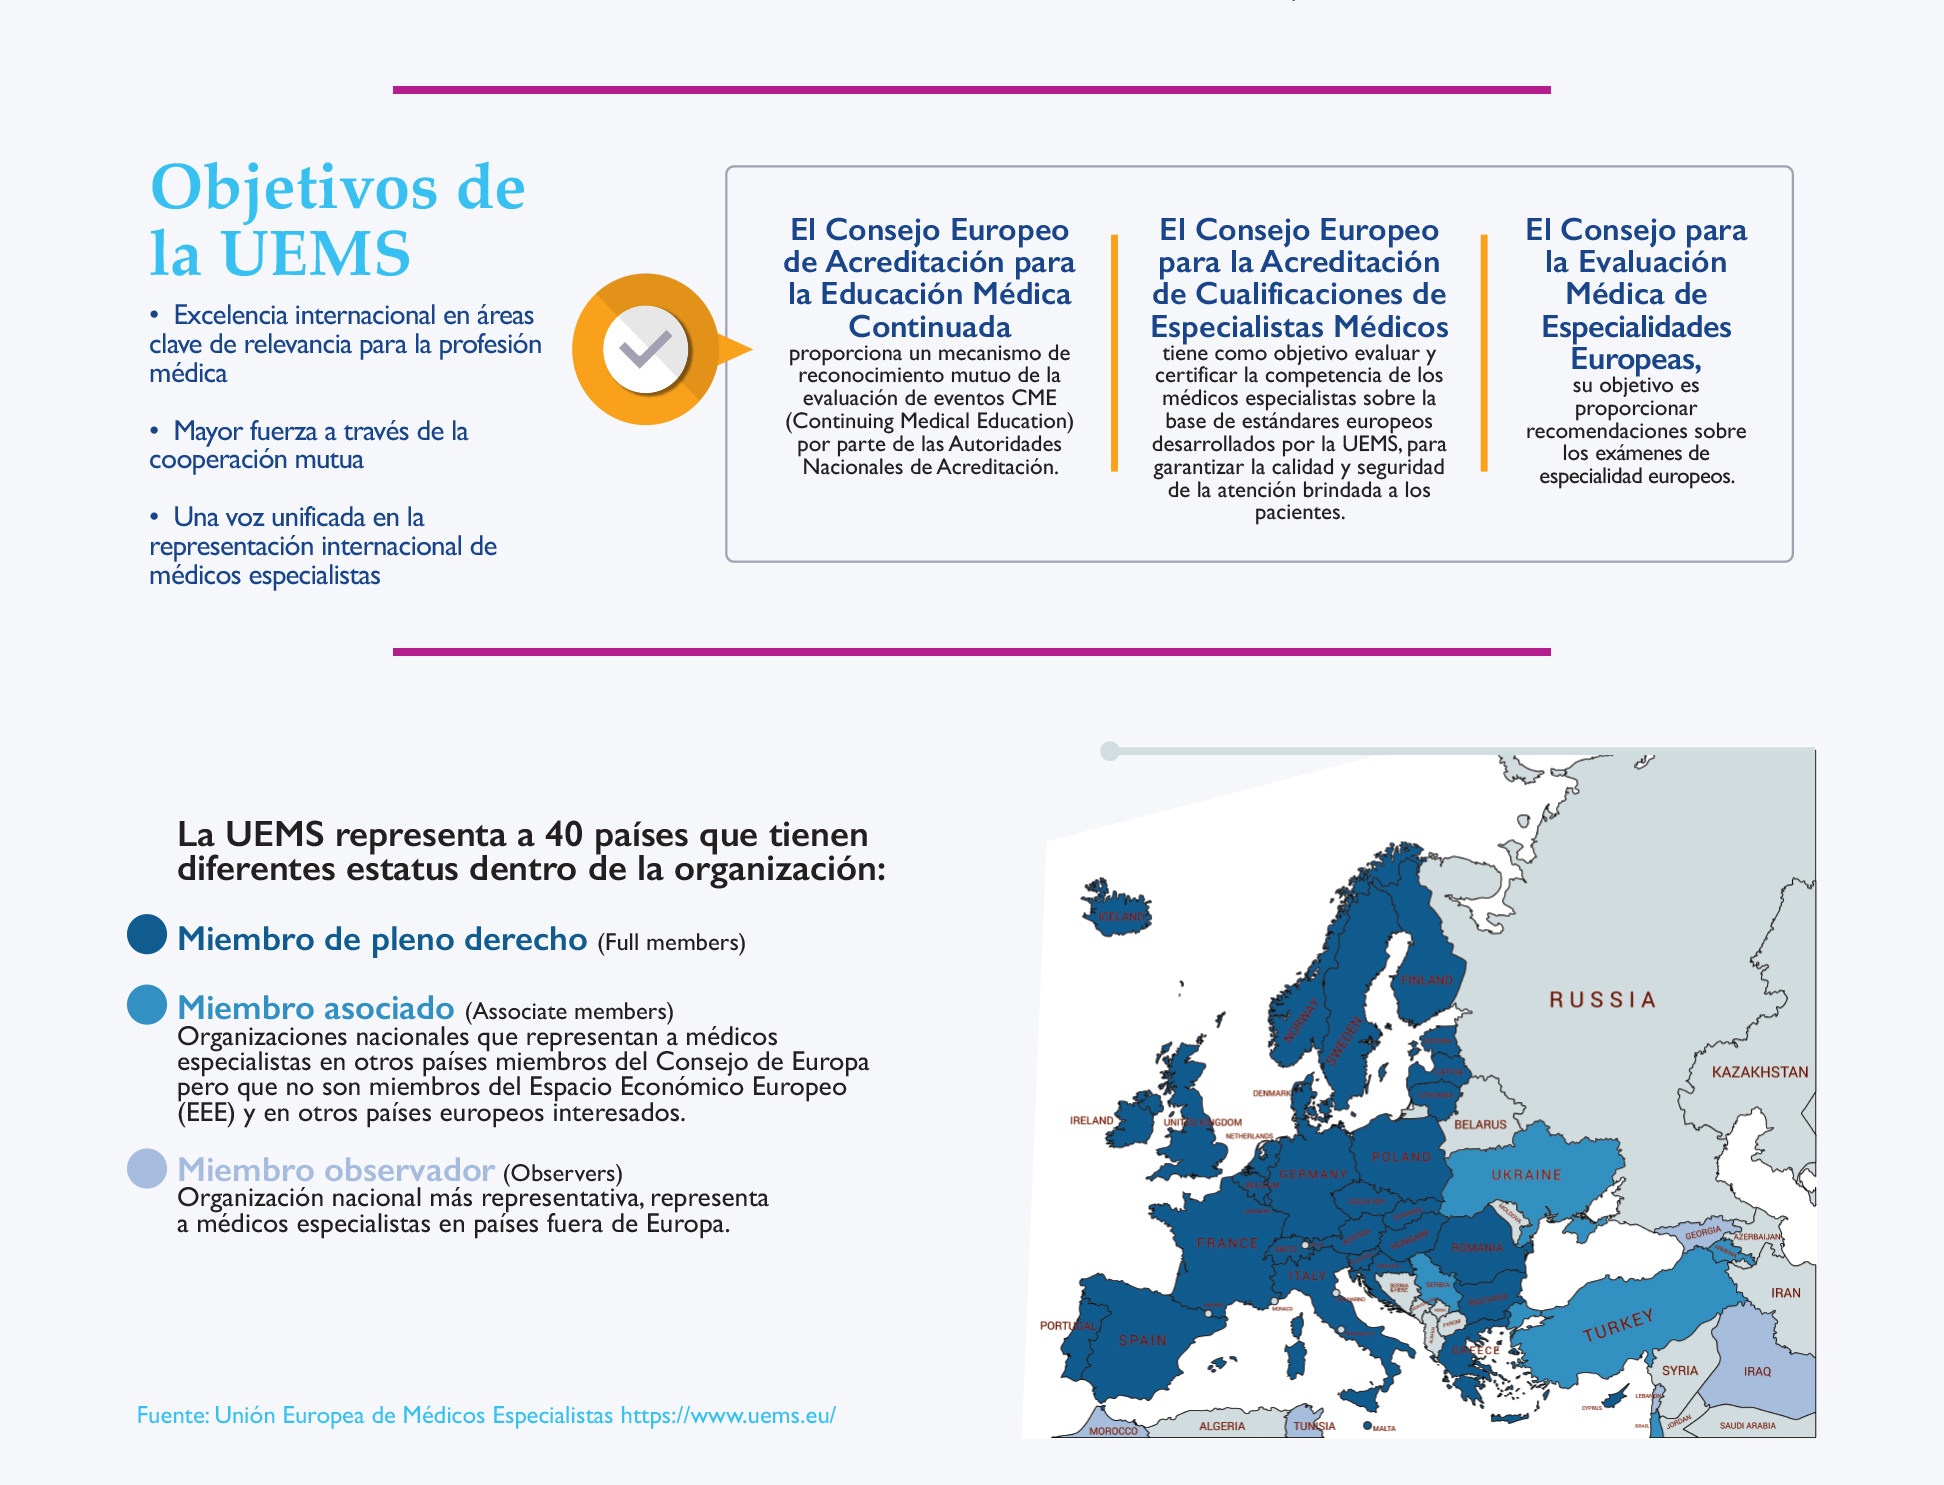 Objetivos de
la UEMS
• Excelencia internacional en áreas
clave de relevancia para la profesión
médica
• Mayor fuerza a través de la
cooperación mutua
• Una voz unificada en la
representación internacional de
médicos especialistas
El Consejo Europeo
de Acreditación para
la Educación Médica
Continuada
proporciona un mecanismo de
reconocimiento mutuo de la
evaluación de eventos CME
(Continuing Medical Education)
por parte de las Autoridades
Nacionales de Acreditación.
El Consejo Europeo
para la Acreditación
de Cualificaciones de
Especialistas Médicos
tiene como objetivo evaluar y
certificar la competencia de los
médicos especialistas sobre la
base de estándares europeos
desarrollados por la UEMS, para
garantizar la calidad y seguridad
de la atención brindada a los
pacientes.
El Consejo para
la Evaluación
Médica de
Especialidades
Europeas,
su objetivo es
proporcionar
recomendaciones sobre
los exámenes de
especialidad europeos.
La UEMS representa a 40 países que tienen
diferentes estatus dentro de la organización:
Miembro de pleno derecho (Full members)
Miembro asociado (Associate members)
Organizaciones nacionales que representan a médicos
especialistas en otros países miembros del Consejo de Europa
pero que no son miembros del Espacio Económico Europeo
(EEE) y en otros países europeos interesados.
Miembro observador (Observers)
Organización nacional más representativa, representa
a médicos especialistas en países fuera de Europa.
Fuente: Unión Europea de Médicos Especialistas https://www.uems.eu/
ICELAND
FINLAND
RUSSIA
NORWAY
SWEDEN
KAZAKHSTAN
DENMARK
IRELAND
UNITED KINGDOM
BELARUS
NETHERLANDS
POLAND
GERMANY
UKRAINE
MOLDOVA
FRANCE
ROMANIA
GEORGIA
AZERBAIJAN
ITALY
SERBIA
BOSNIA
& HERZ
BULGARIA
IRAN
MONACO
PORTUGAL
SPAIN
TURKEY
GREECE
SYRIA
IRAQ
LEBANON
CYPRUS
ISRAEL
JORDAN
SAUDI ARABIA
MOROCCO
ALGERIA
TUNISIA
MALTA